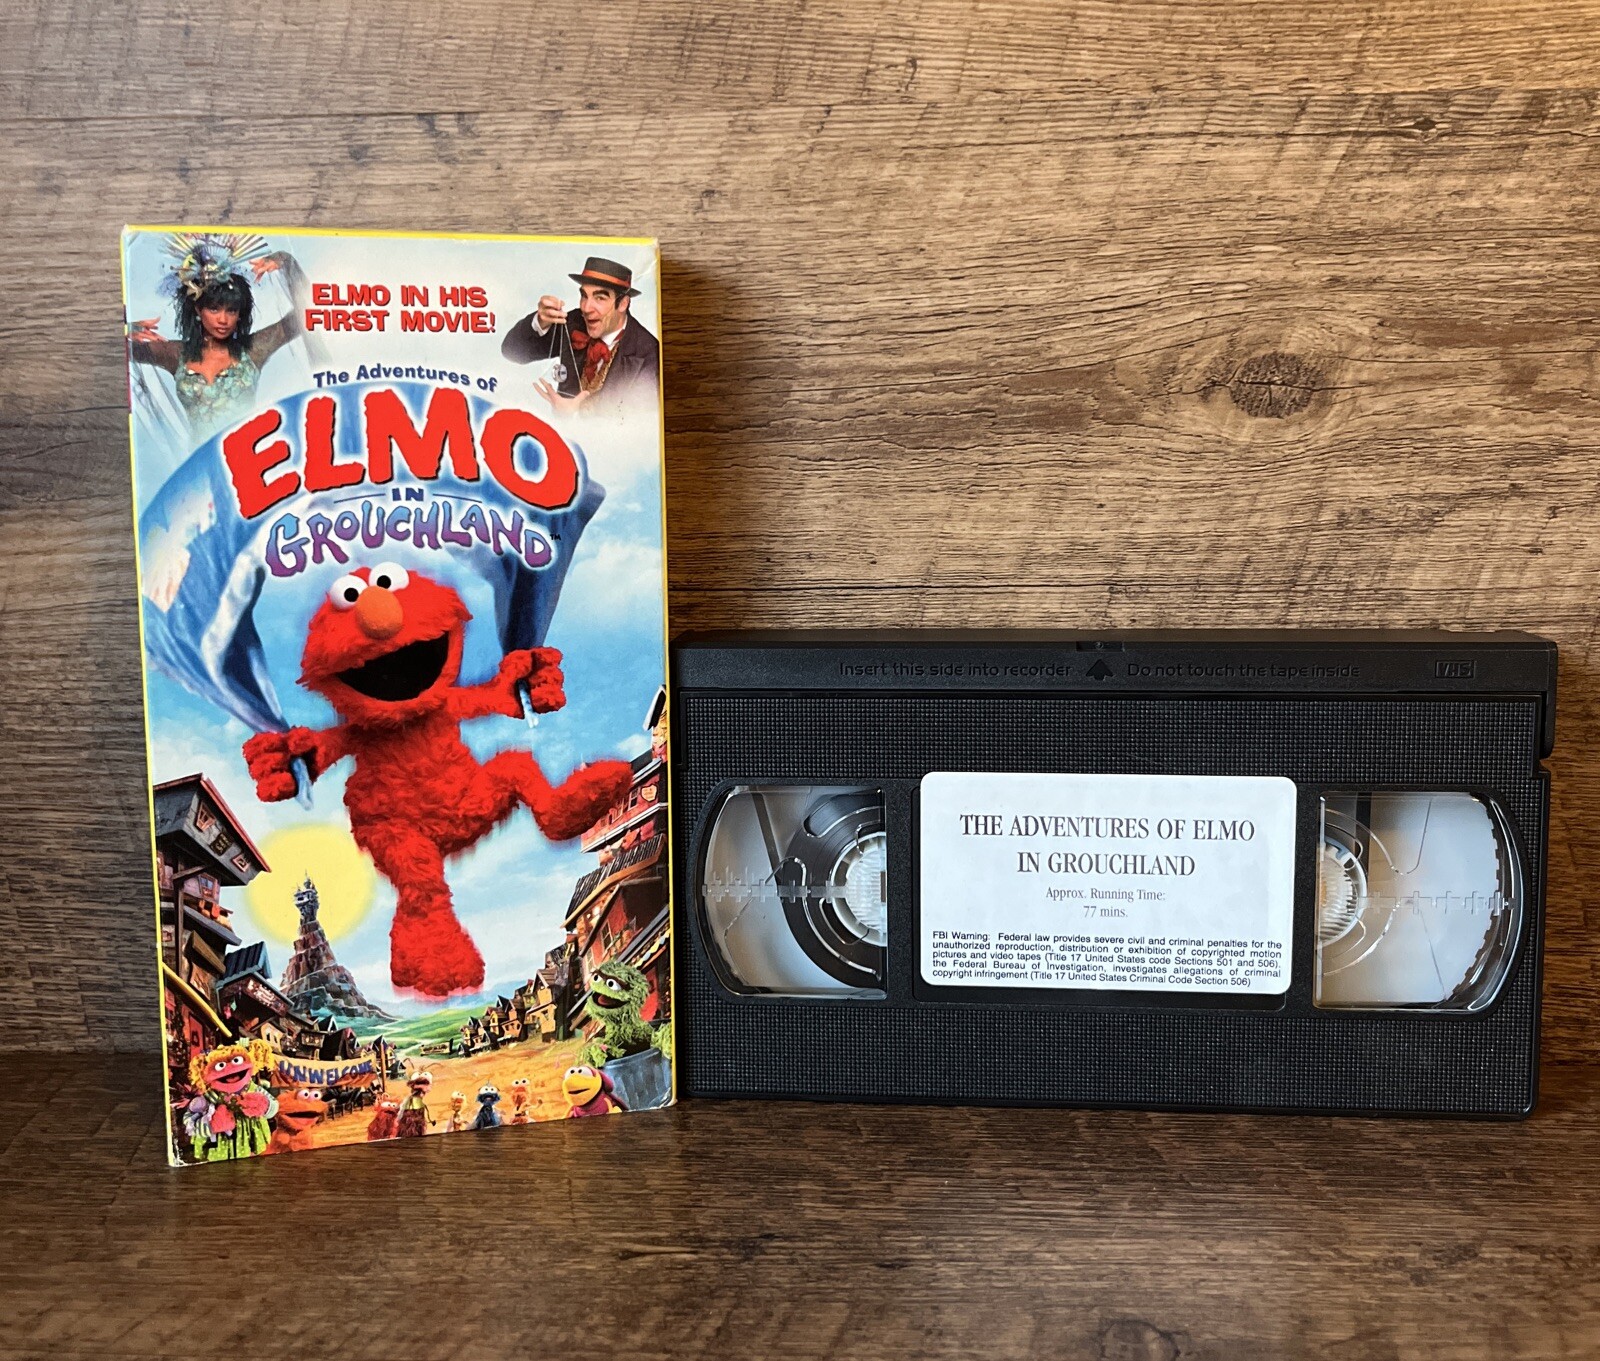 ELMO IN HIS
FIRST MOVIE!
The Adventures of
ELMO
IN
GROUCHLAND™
UNWELCOME
Insert this side into recorder Do not touch the tape inside VHS
THE ADVENTURES OF ELMO
IN GROUCHLAND
Approx. Running Time:
77 mins.
FBI Warning: Federal law provides severe civil and criminal penalties for the
unauthorized reproduction, distribution or exhibition of copyrighted motion
pictures and video tapes (Title 17 United States code Sections 501 and 506),
the Federal Bureau of Investigation, investigates allegations of criminal
copyright infringement (Title 17 United States Criminal Code Section 506)